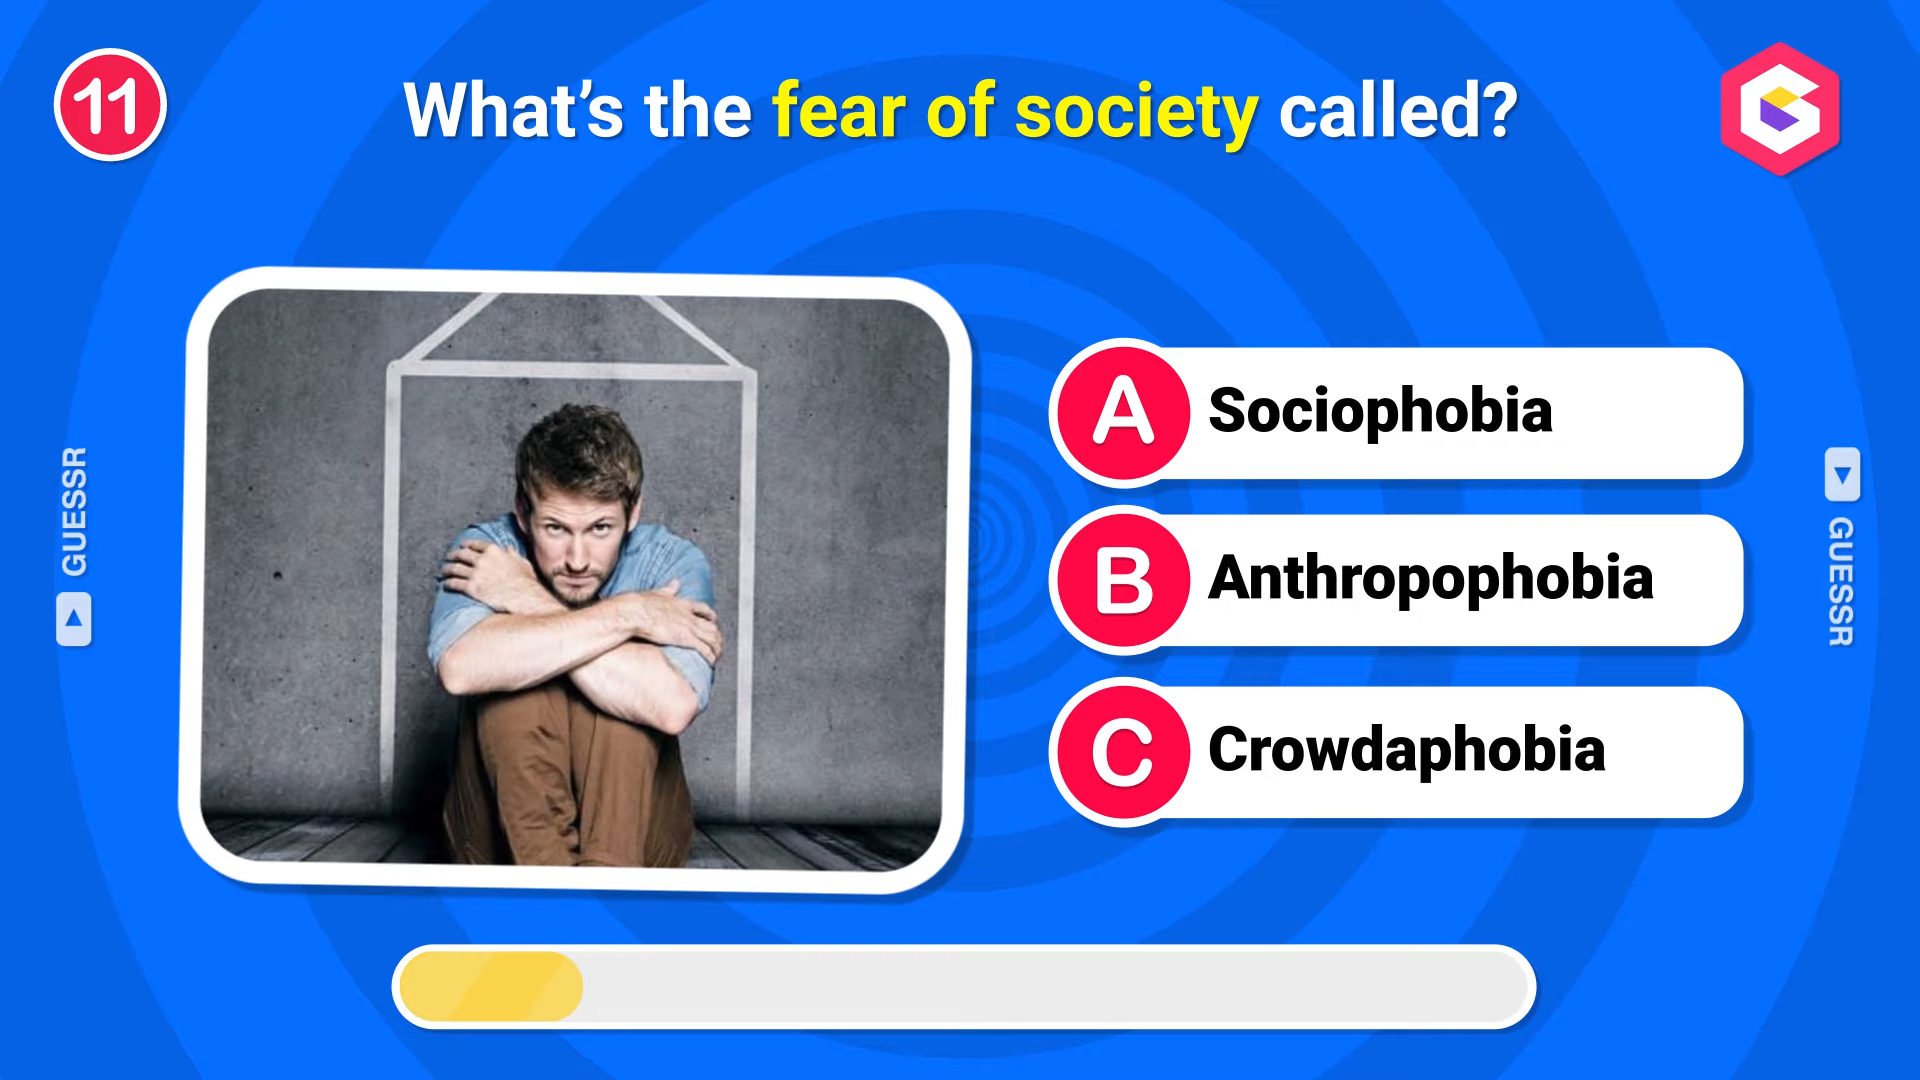 11
What’s the fear of society called?
A Sociophobia
B Anthropophobia
C Crowdaphobia
GUESSR
GUESSR